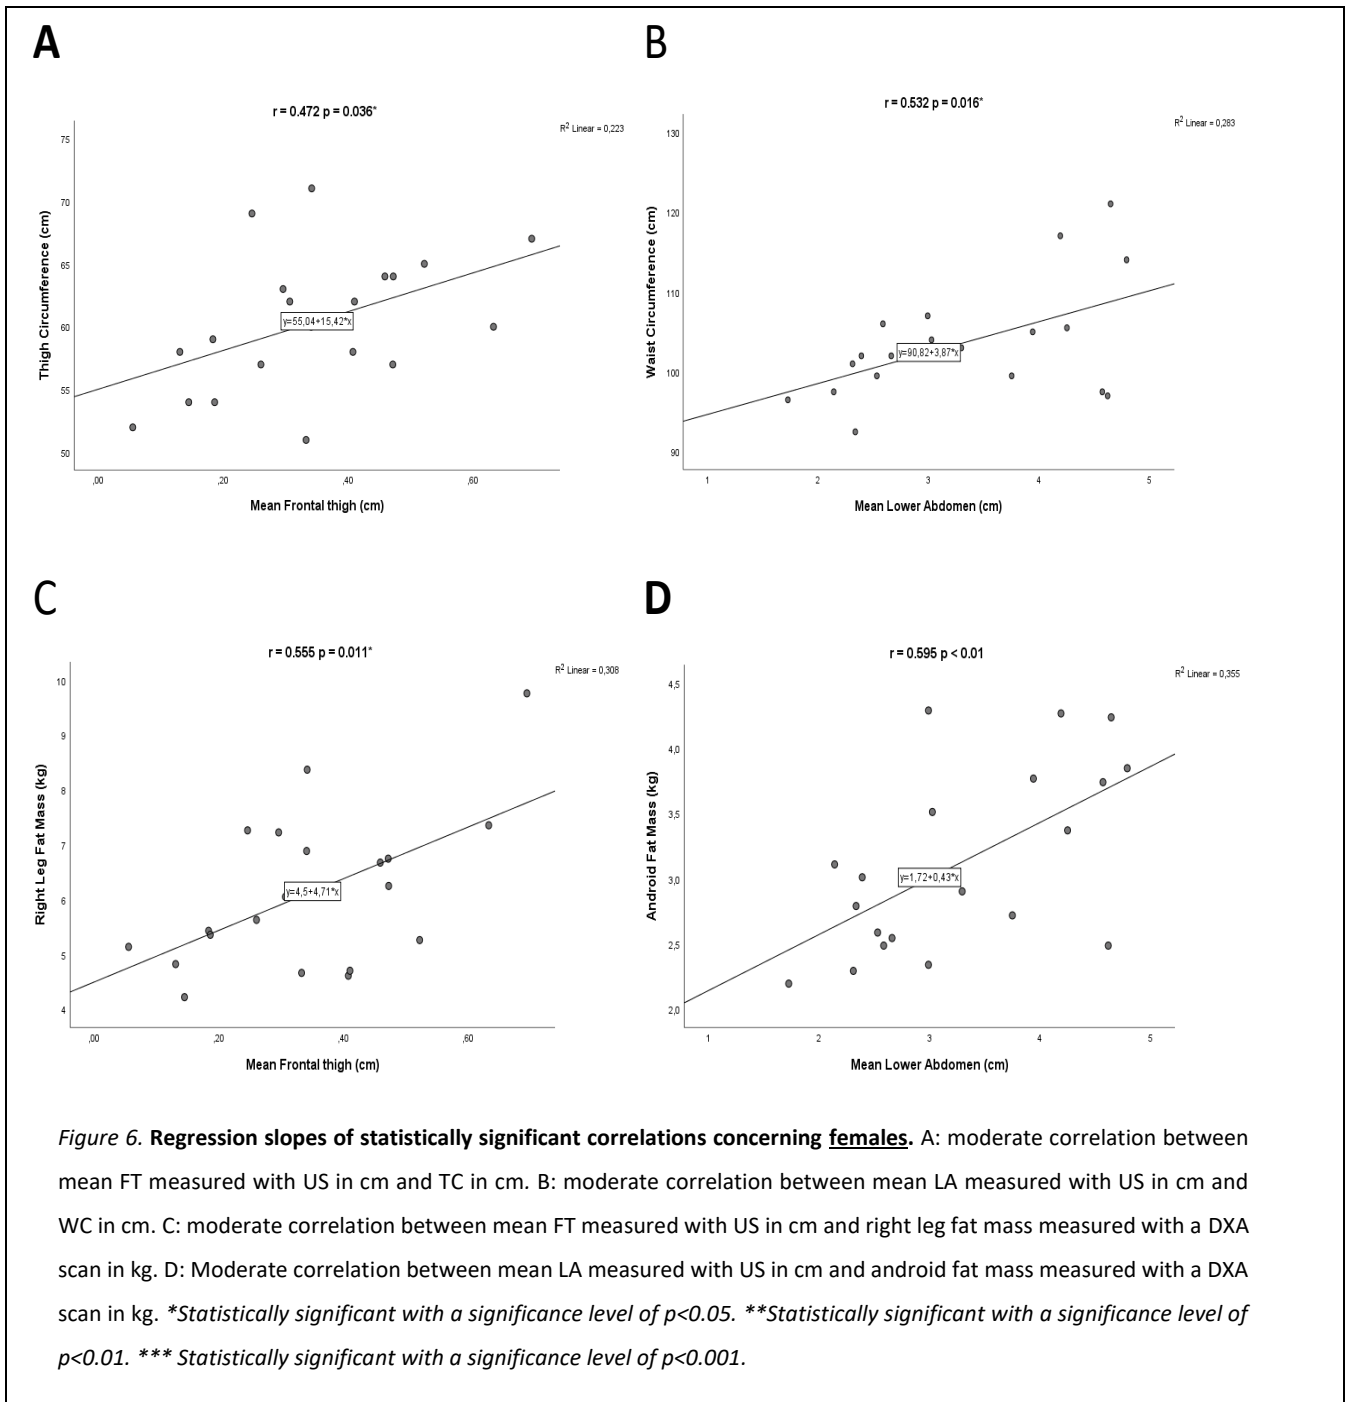 A
r = 0.472 p = 0.036*
R² Linear = 0,223
Thigh Circumference (cm)
75
70
65
60
55
50
y=55,04+15,42*x
,00 ,20 ,40 ,60
Mean Frontal thigh (cm)
B
r = 0.532 p = 0.016*
R² Linear = 0,283
Waist Circumference (cm)
130
120
110
100
90
y=90,82+3,87*x
1 2 3 4 5
Mean Lower Abdomen (cm)
C
r = 0.555 p = 0.011*
R² Linear = 0,308
Right Leg Fat Mass (kg)
10
9
8
7
6
5
4
y=4,5+4,71*x
,00 ,20 ,40 ,60
Mean Frontal thigh (cm)
D
r = 0.595 p < 0.01
R² Linear = 0,355
Android Fat Mass (kg)
4,5
4,0
3,5
3,0
2,5
2,0
y=1,72+0,43*x
1 2 3 4 5
Mean Lower Abdomen (cm)
Figure 6. Regression slopes of statistically significant correlations concerning females. A: moderate correlation between
mean FT measured with US in cm and TC in cm. B: moderate correlation between mean LA measured with US in cm and
WC in cm. C: moderate correlation between mean FT measured with US in cm and right leg fat mass measured with a DXA
scan in kg. D: Moderate correlation between mean LA measured with US in cm and android fat mass measured with a DXA
scan in kg. *Statistically significant with a significance level of p<0.05. **Statistically significant with a significance level of
p<0.01. *** Statistically significant with a significance level of p<0.001.